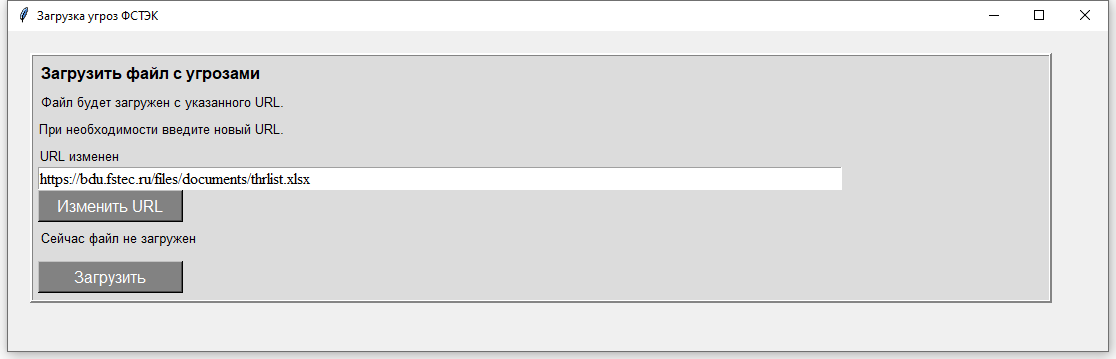 Загрузка угроз ФСТЭК
Загрузить файл с угрозами
Файл будет загружен с указанного URL.
При необходимости введите новый URL.
URL изменен
https://bdu.fstec.ru/files/documents/thrlist.xlsx
Изменить URL
Сейчас файл не загружен
Загрузить